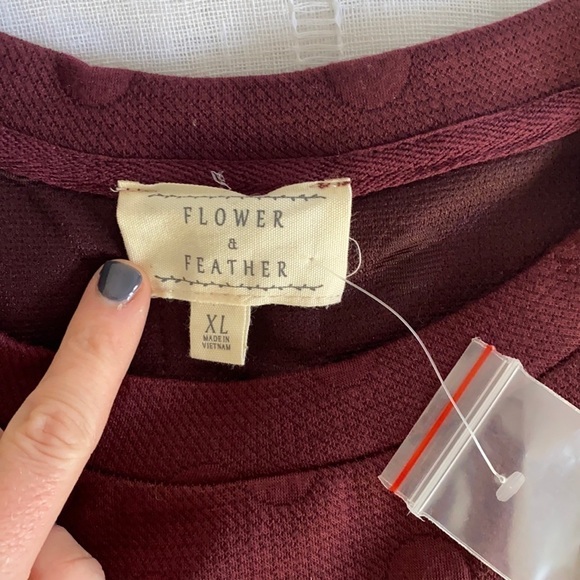 FLOWER
&
FEATHER
XL
MADE IN
VIETNAM